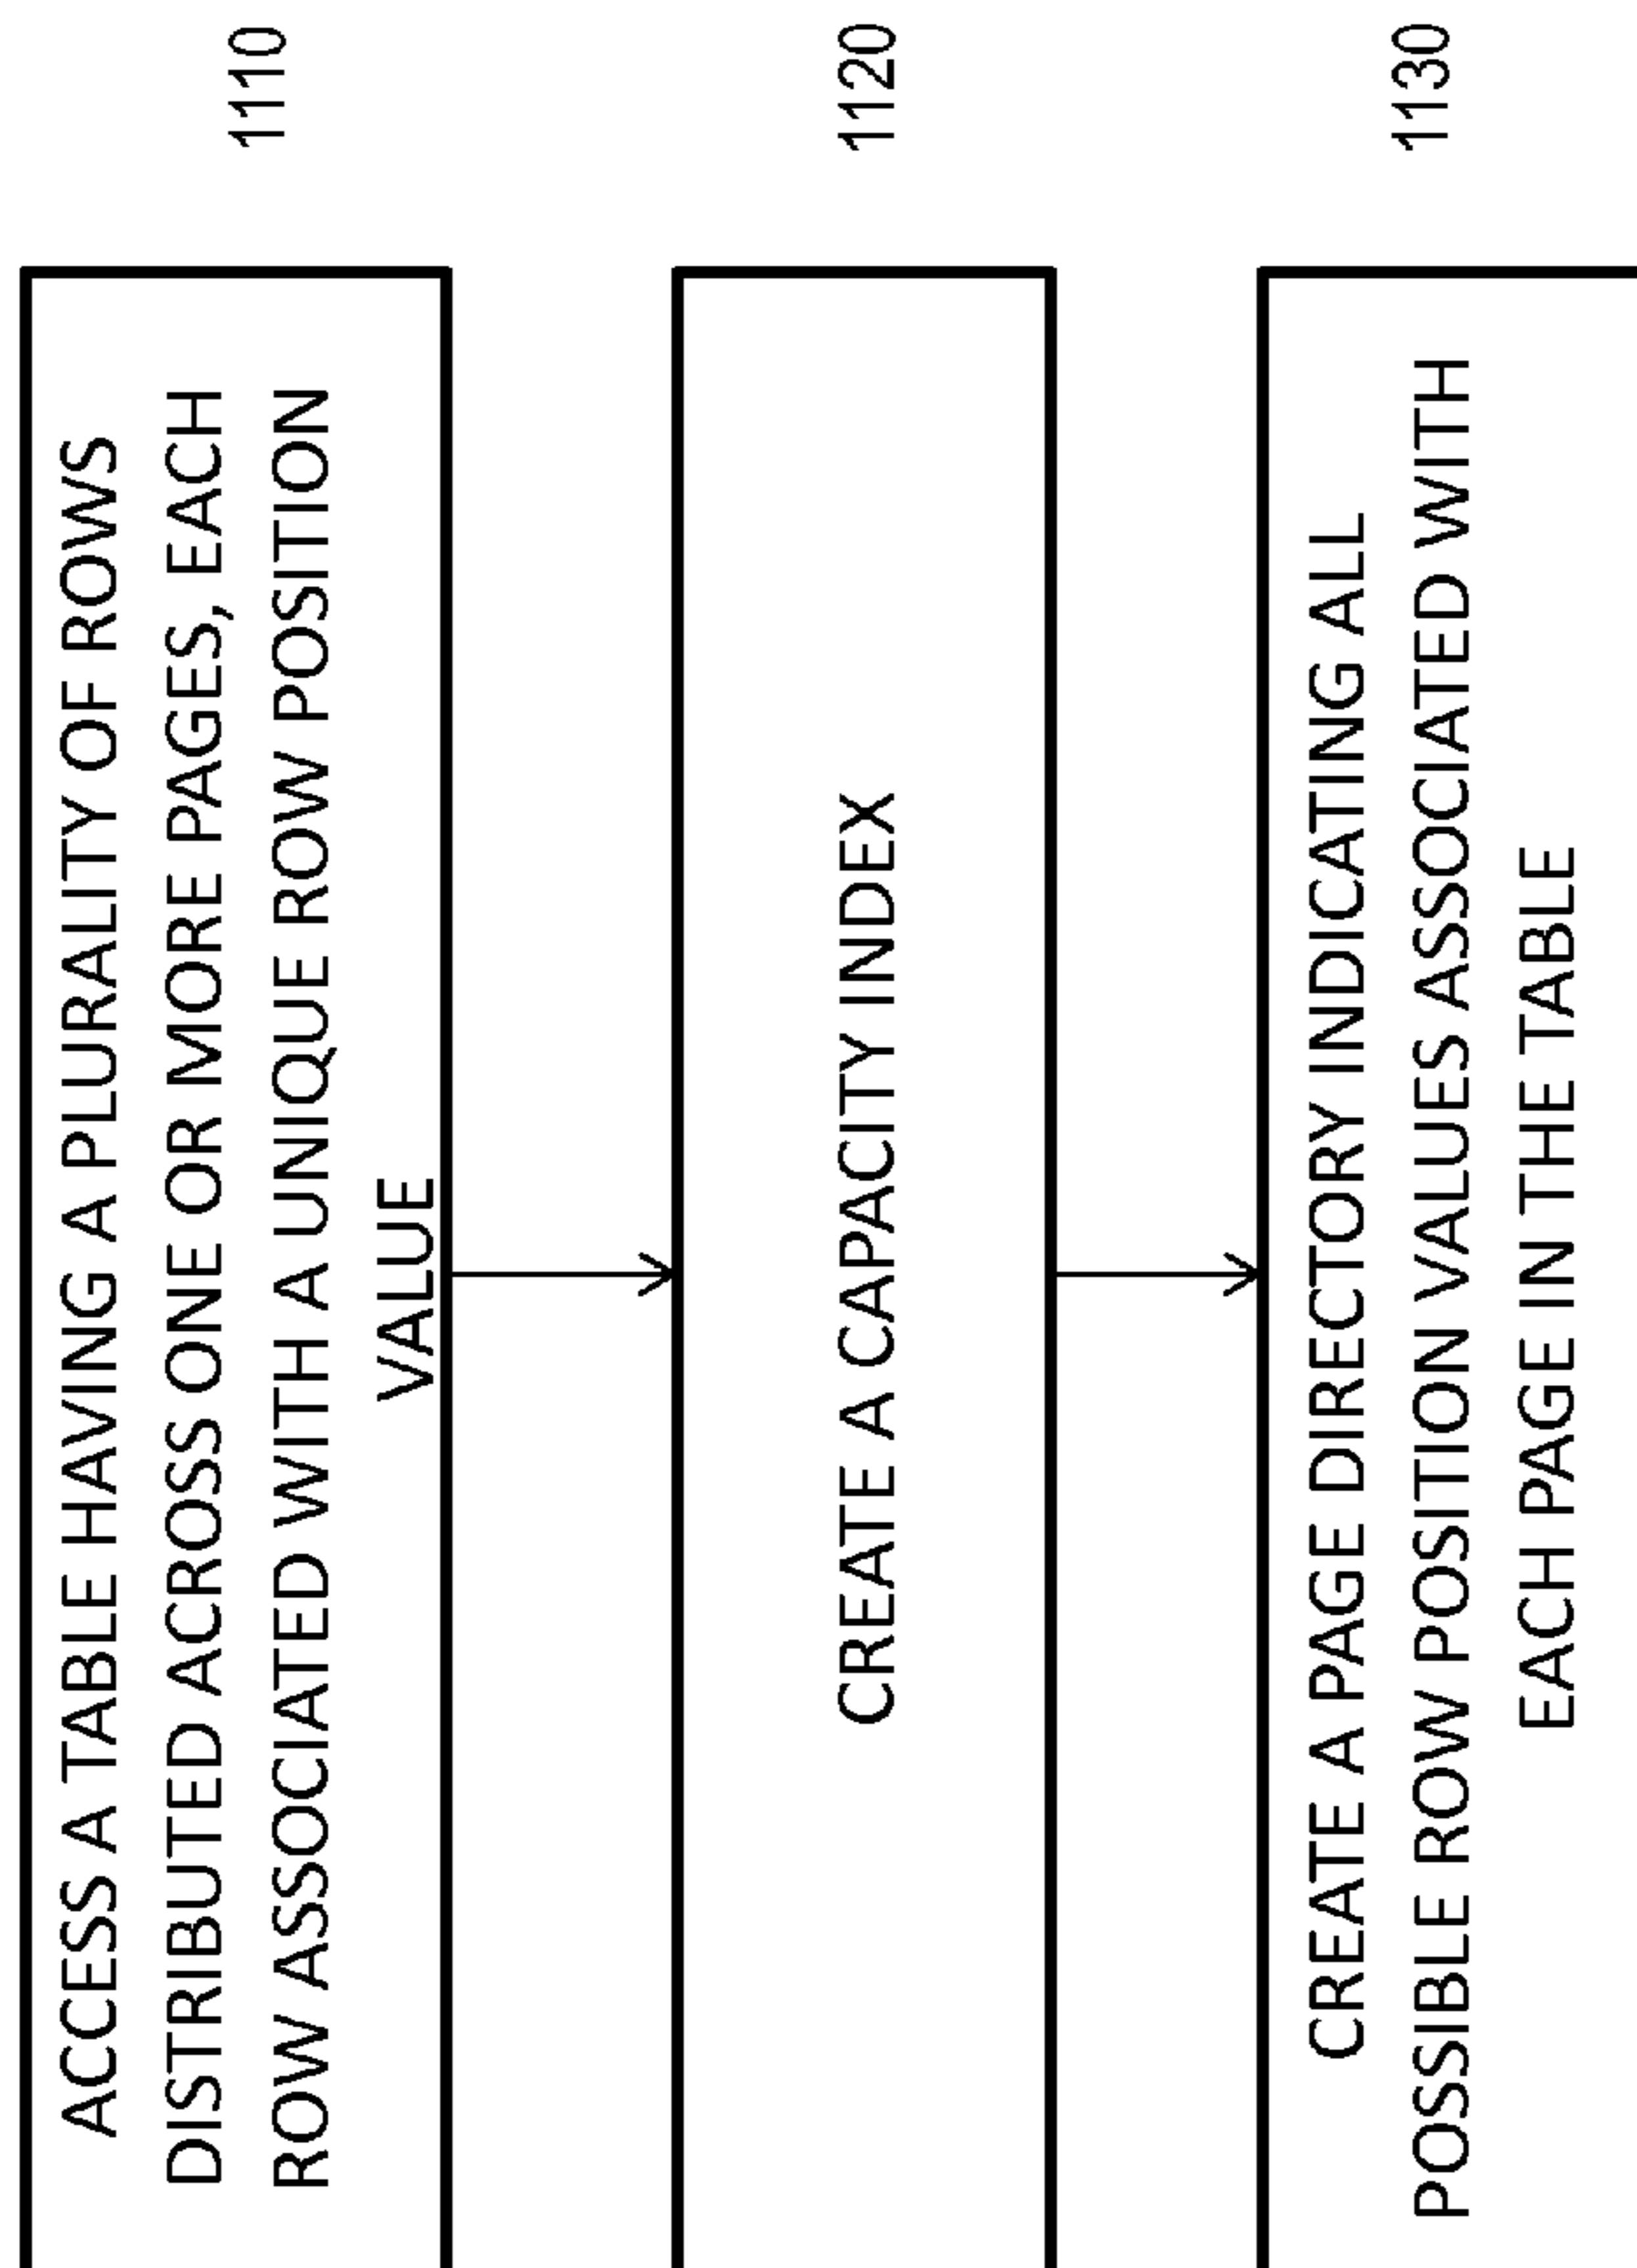 ACCESS A TABLE HAVING A PLURALITY OF ROWS
DISTRIBUTED ACROSS ONE OR MORE PAGES, EACH
ROW ASSOCIATED WITH A UNIQUE ROW POSITION
VALUE
1110
CREATE A CAPACITY INDEX
1120
CREATE A PAGE DIRECTORY INDICATING ALL
POSSIBLE ROW POSITION VALUES ASSOCIATED WITH
EACH PAGE IN THE TABLE
1130